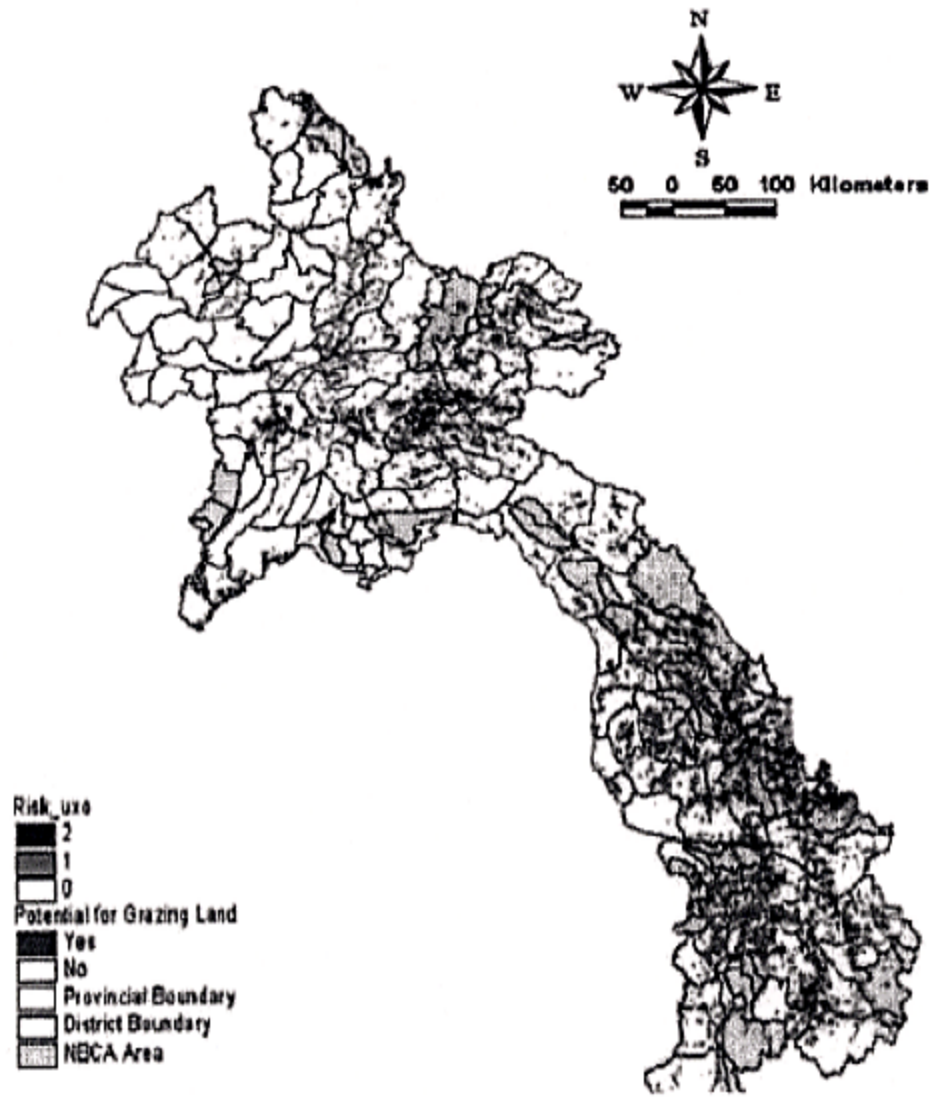 N
W E
S
50 0 50 100 Kilometers
Risk_uxo
2
1
0
Potential for Grazing Land
Yes
No
Provincial Boundary
District Boundary
NBCA Area